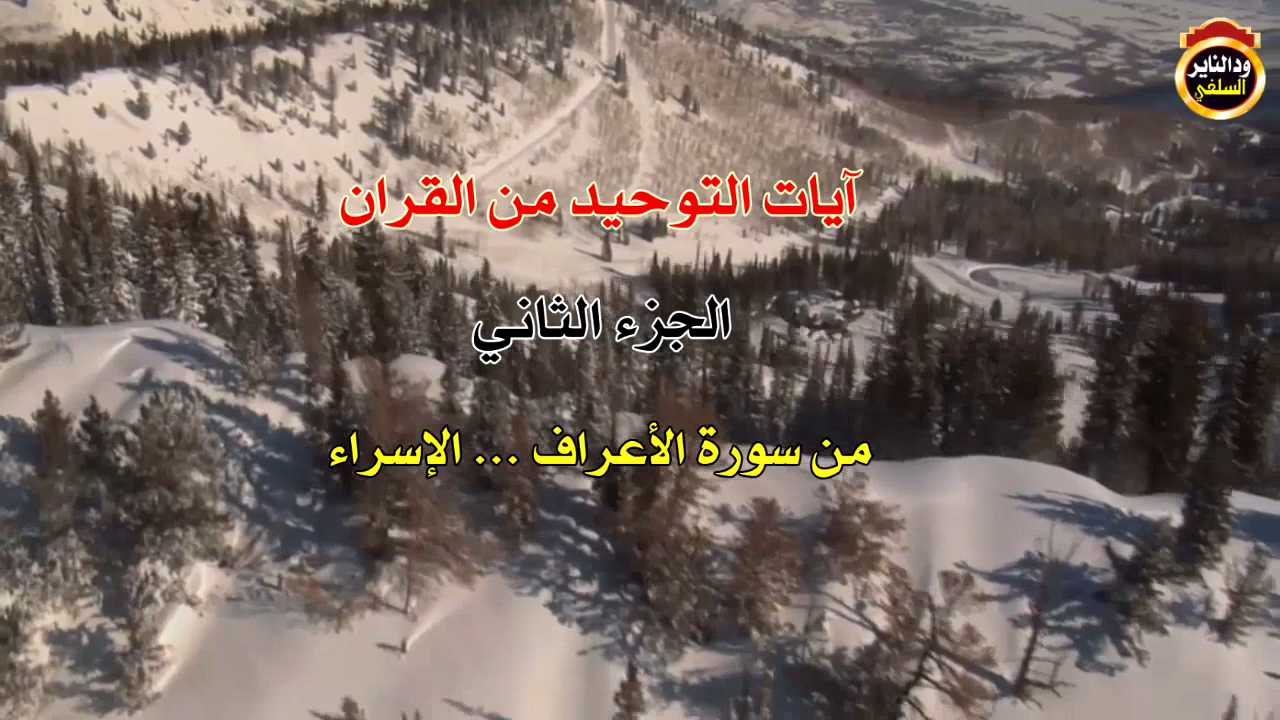 ودالناير
السلفي
آيات التوحيد من القران
الجزء الثاني
من سورة الأعراف ... الإسراء